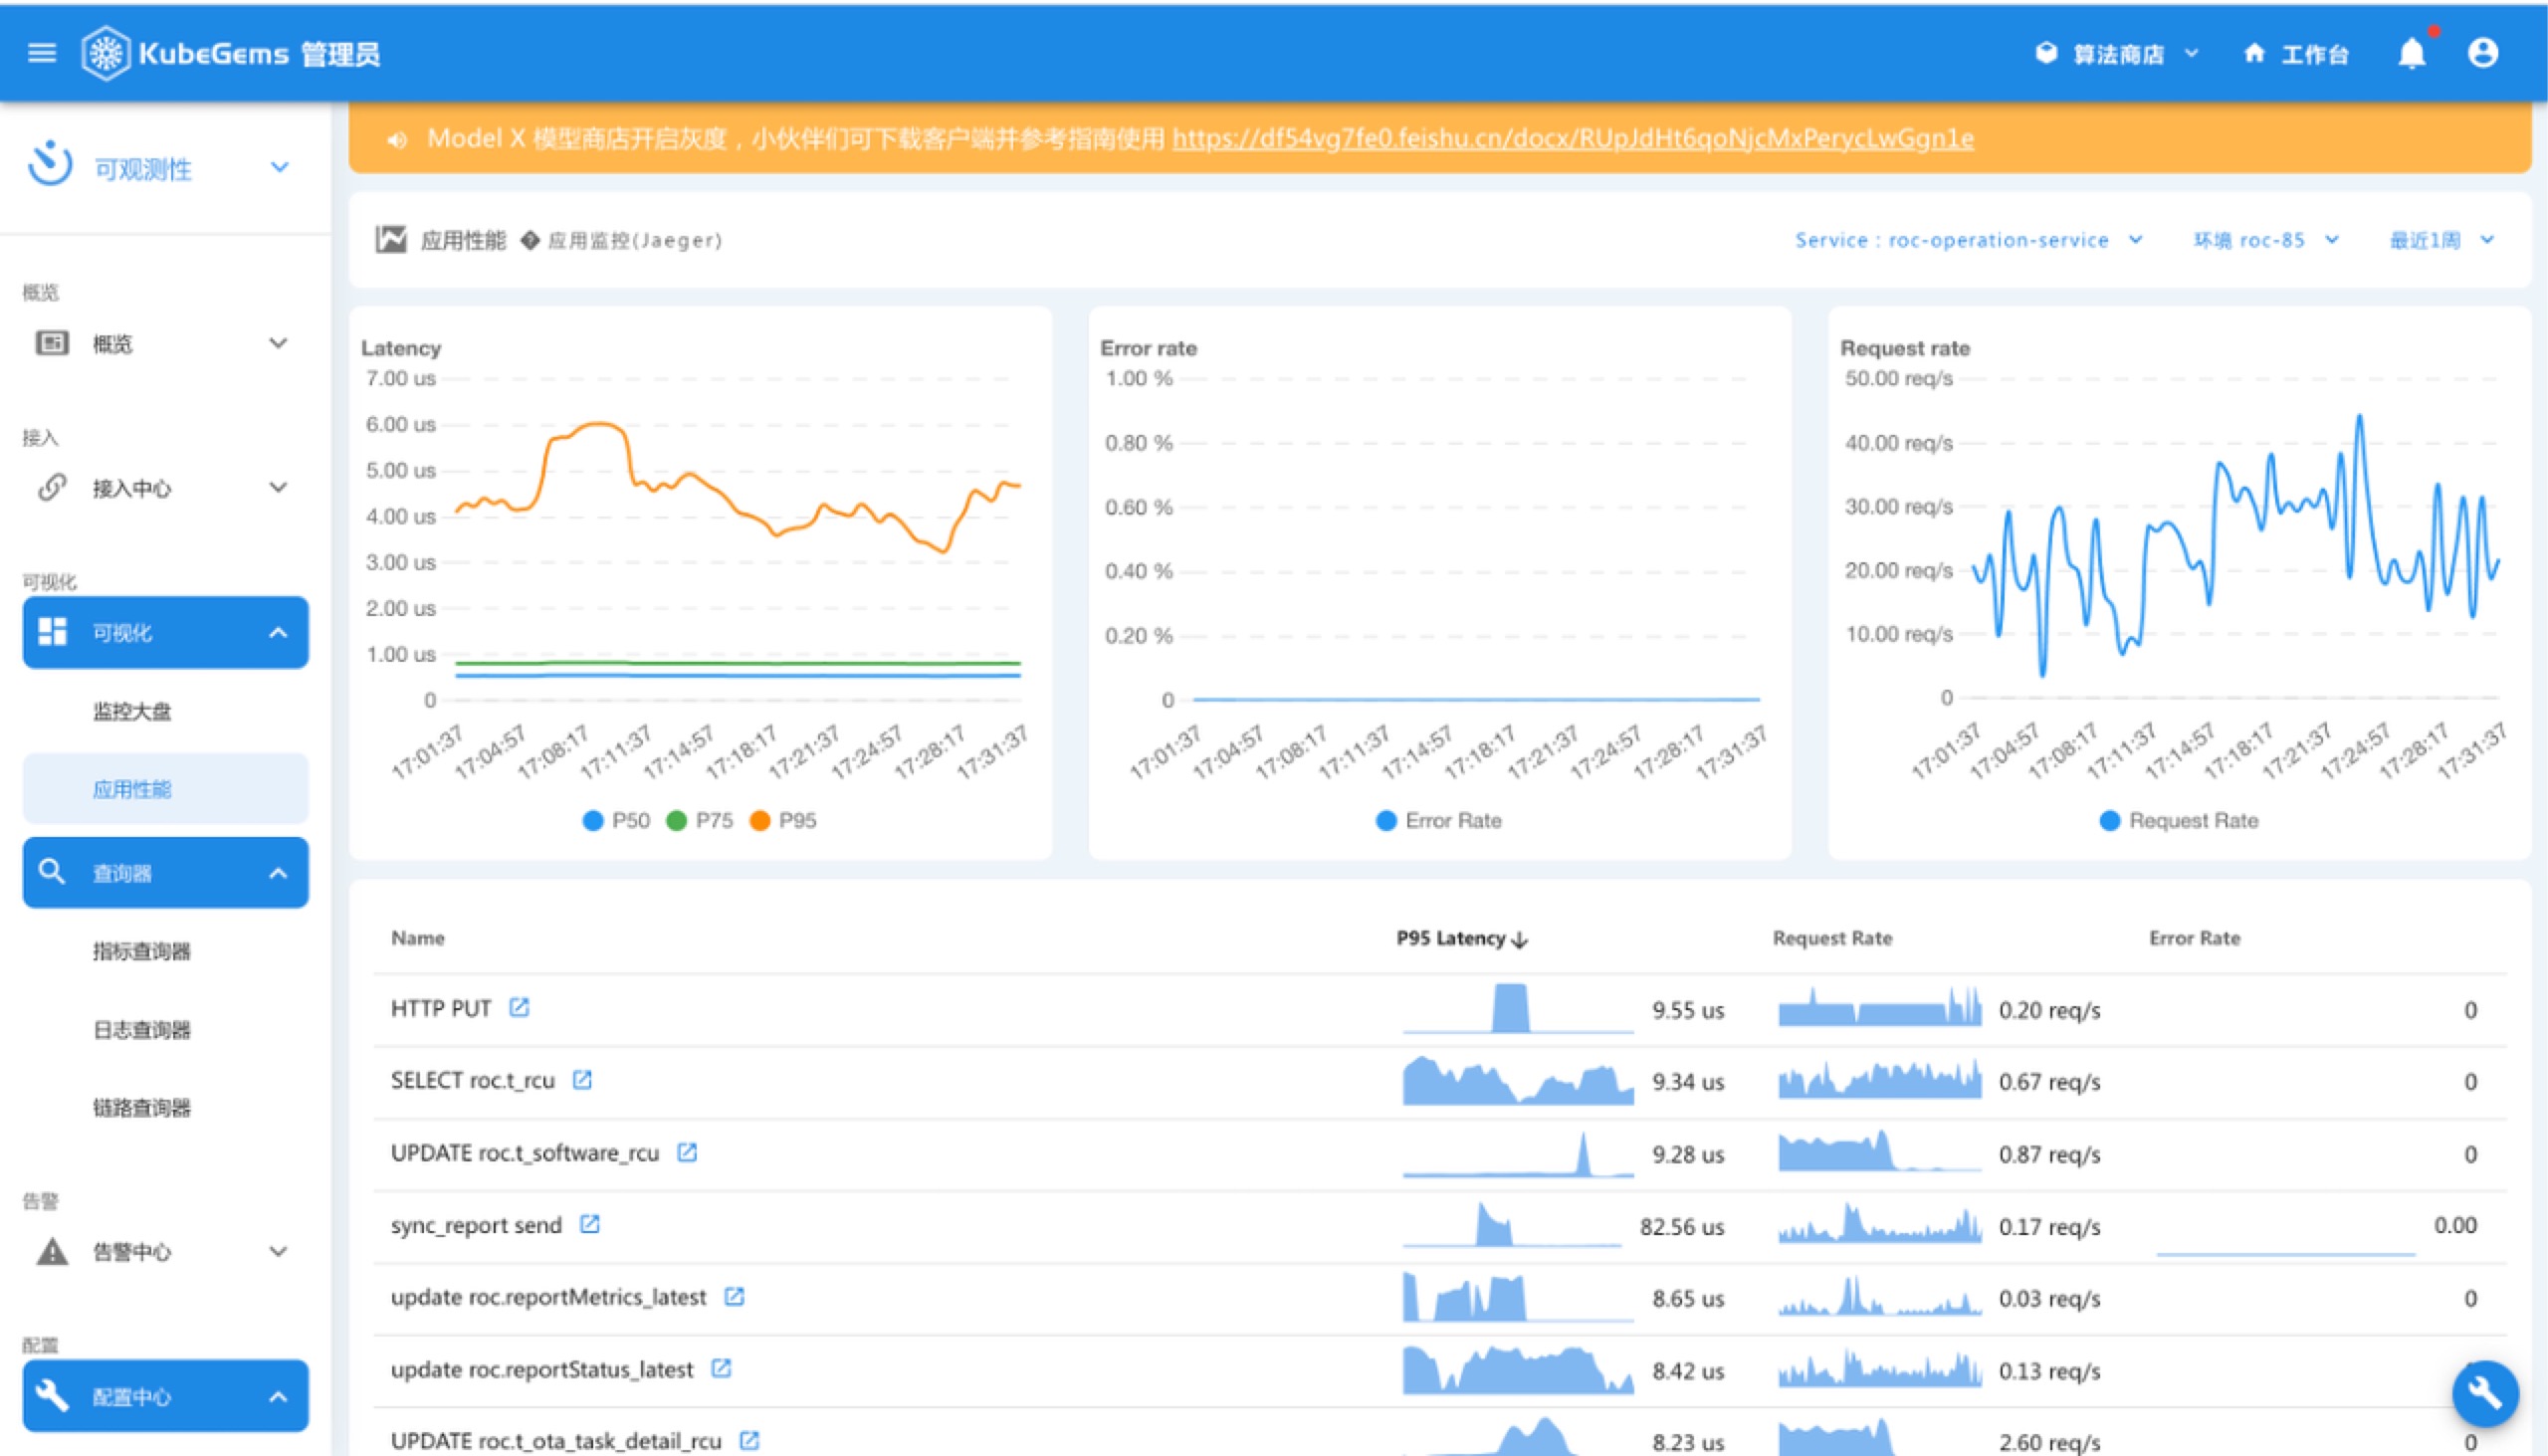 KubeGems 管理员
算法商店
工作台
可观测性
Model X 模型商店开启灰度，小伙伴们可下载客户端并参考指南使用 https://df54vg7fe0.feishu.cn/docx/RUpJdHt6qoNjcMxPerycLwGgn1e
应用性能 应用监控(Jaeger)
Service : roc-operation-service
环境 roc-85
最近1周
概览
概览
接入
接入中心
可视化
可视化
监控大盘
应用性能
查询器
指标查询器
日志查询器
链路查询器
告警
告警中心
配置
配置中心
Latency
7.00 us
6.00 us
5.00 us
4.00 us
3.00 us
2.00 us
1.00 us
0
17:01:37 17:04:57 17:08:17 17:11:37 17:14:57 17:18:17 17:21:37 17:24:57 17:28:17 17:31:37
P50 P75 P95
Error rate
1.00 %
0.80 %
0.60 %
0.40 %
0.20 %
0
17:01:37 17:04:57 17:08:17 17:11:37 17:14:57 17:18:17 17:21:37 17:24:57 17:28:17 17:31:37
Error Rate
Request rate
50.00 req/s
40.00 req/s
30.00 req/s
20.00 req/s
10.00 req/s
0
17:01:37 17:04:57 17:08:17 17:11:37 17:14:57 17:18:17 17:21:37 17:24:57 17:28:17 17:31:37
Request Rate
Name P95 Latency Request Rate Error Rate
HTTP PUT 9.55 us 0.20 req/s 0
SELECT roc.t_rcu 9.34 us 0.67 req/s 0
UPDATE roc.t_software_rcu 9.28 us 0.87 req/s 0
sync_report send 82.56 us 0.17 req/s 0.00
update roc.reportMetrics_latest 8.65 us 0.03 req/s 0
update roc.reportStatus_latest 8.42 us 0.13 req/s
UPDATE roc.t_ota_task_detail_rcu 8.23 us 2.60 req/s 0